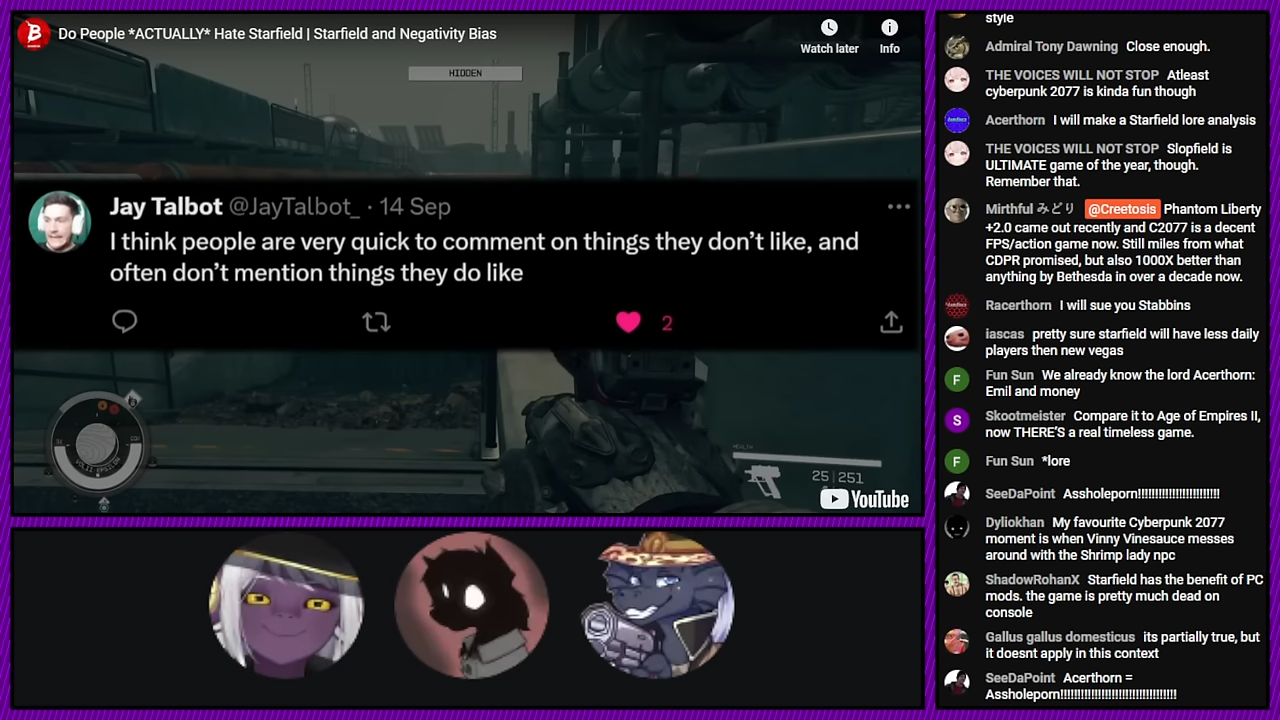 Do People *ACTUALLY* Hate Starfield | Starfield and Negativity Bias
Watch later
Info
HIDDEN
Jay Talbot @JayTalbot_ · 14 Sep
I think people are very quick to comment on things they don't like, and
often don't mention things they do like
2
HEALTH
25 | 251
YouTube
style
Admiral Tony Dawning Close enough.
THE VOICES WILL NOT STOP Atleast
cyberpunk 2077 is kinda fun though
Acerthorn I will make a Starfield lore analysis
THE VOICES WILL NOT STOP Slopfield is
ULTIMATE game of the year, though.
Remember that.
Mirthful みどり @Creetosis Phantom Liberty
+2.0 came out recently and C2077 is a decent
FPS/action game now. Still miles from what
CDPR promised, but also 1000X better than
anything by Bethesda in over a decade now.
Racerthorn I will sue you Stabbins
iascas pretty sure starfield will have less daily
players then new vegas
F
Fun Sun We already know the lord Acerthorn:
Emil and money
S
Skootmeister Compare it to Age of Empires II,
now THERE'S a real timeless game.
F
Fun Sun *lore
SeeDaPoint Assholeporn!!!!!!!!!!!!!!!!!!!!!!!!!!
Dyliokhan My favourite Cyberpunk 2077
moment is when Vinny Vinesauce messes
around with the Shrimp lady npc
ShadowRohanX Starfield has the benefit of PC
mods. the game is pretty much dead on
console
Gallus gallus domesticus its partially true, but
it doesnt apply in this context
SeeDaPoint Acerthorn =
Assholeporn!!!!!!!!!!!!!!!!!!!!!!!!!!!!!!!!!!!